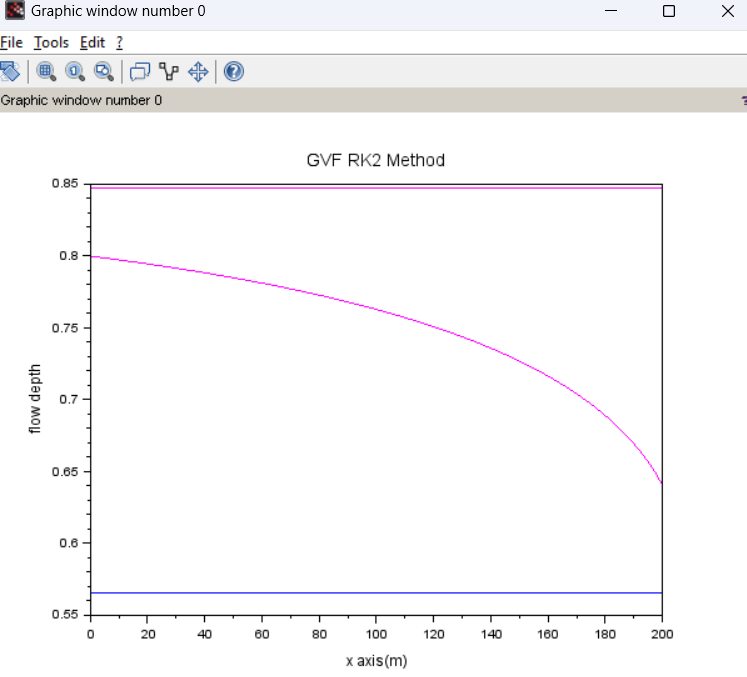 Graphic window number 0
File Tools Edit ?
Graphic window number 0
?
GVF RK2 Method
0.85
0.8
0.75
0.7
0.65
0.6
0.55
flow depth
0 20 40 60 80 100 120 140 160 180 200
x axis(m)